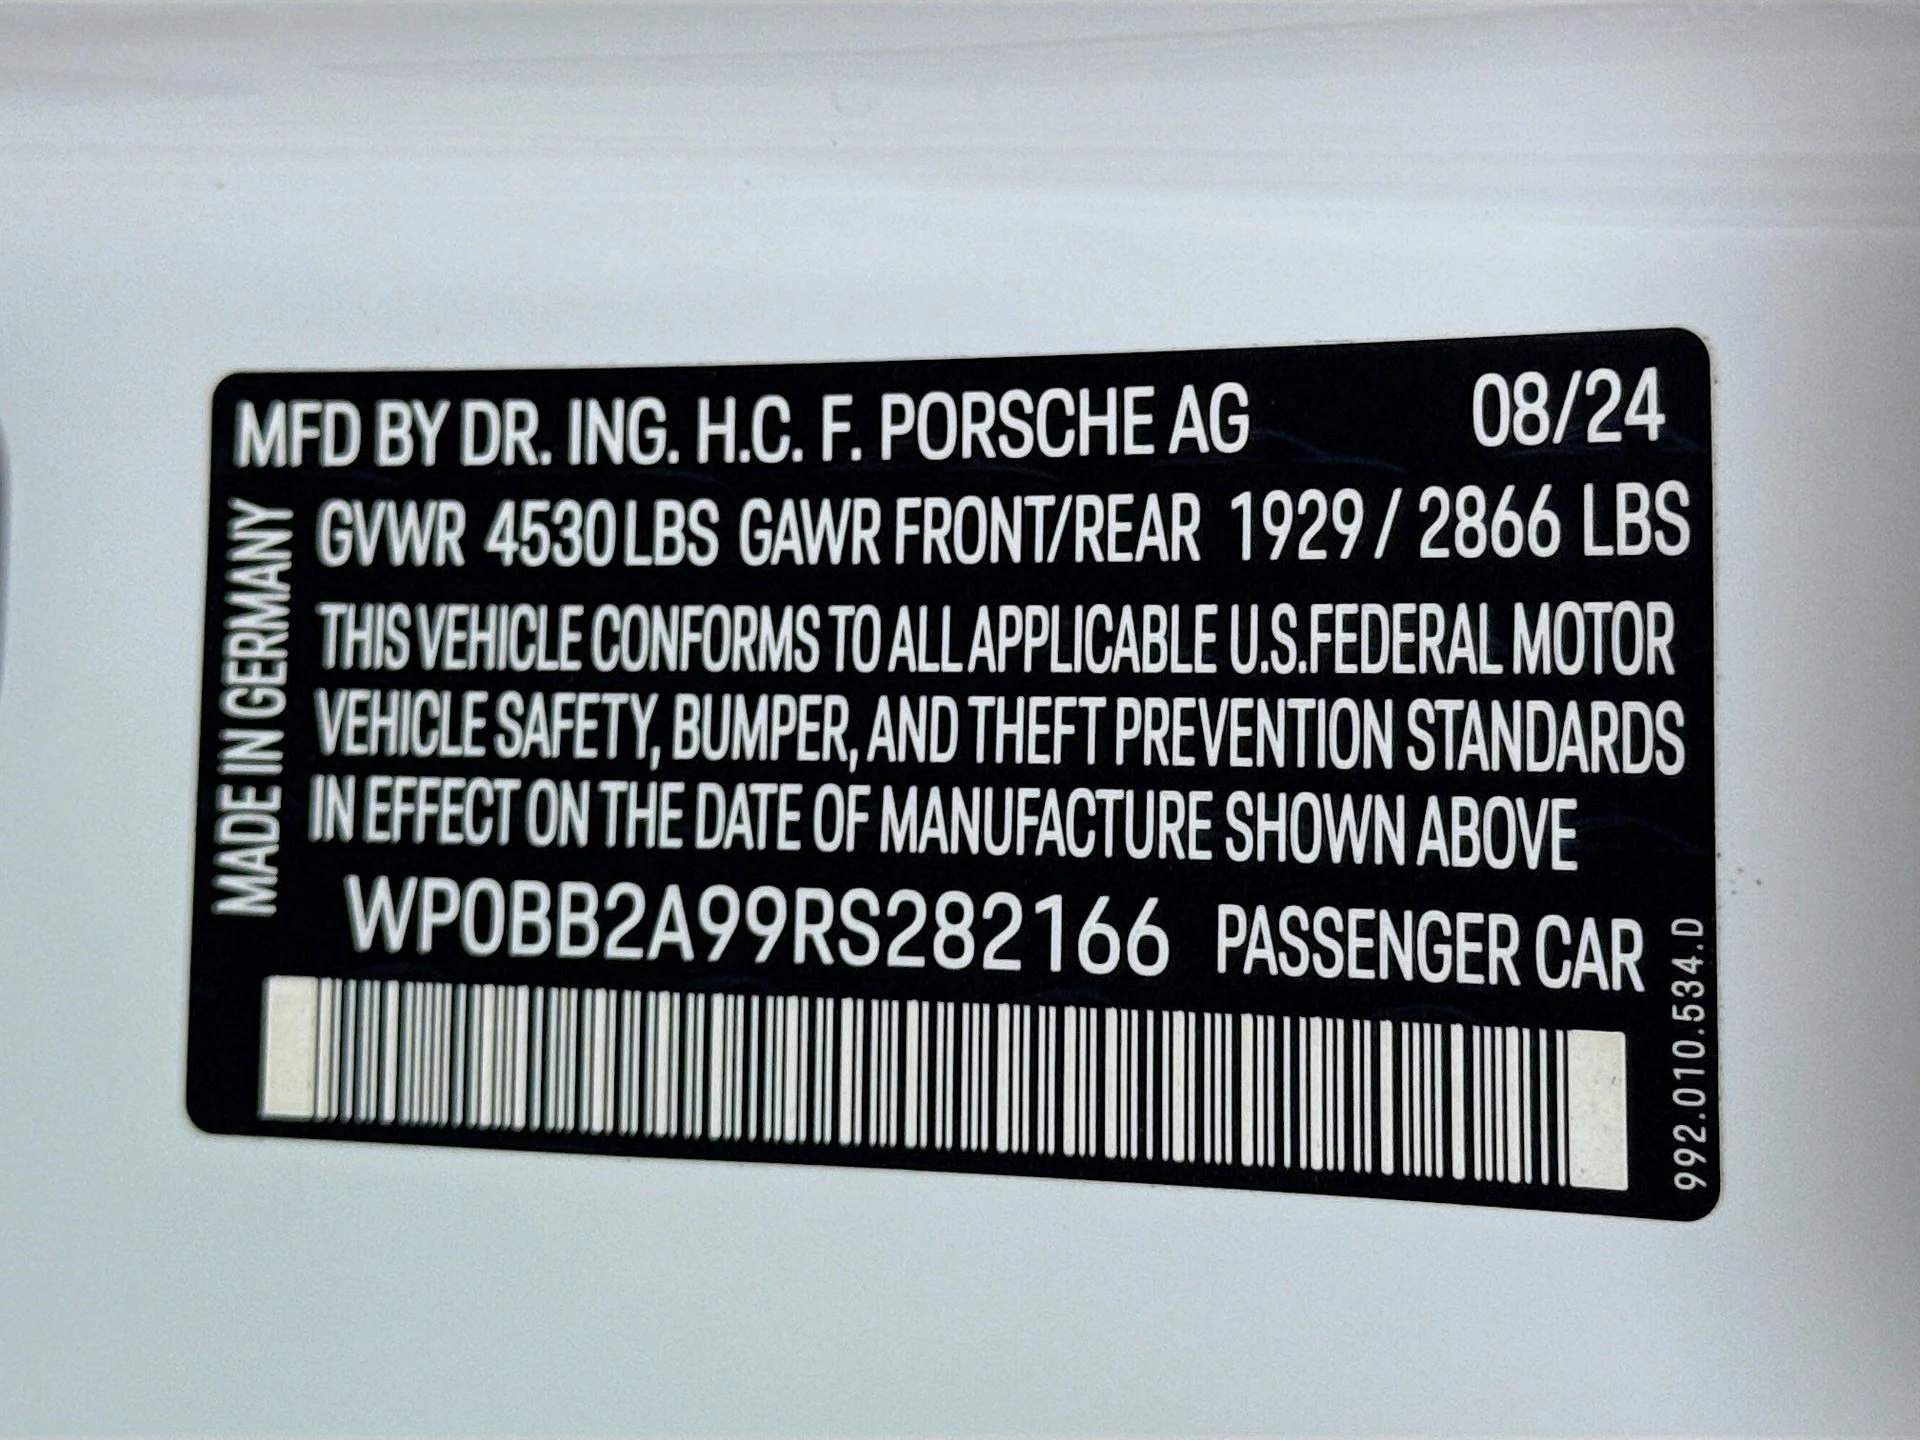 MFD BY DR. ING. H.C. F. PORSCHE AG 08/24
GVWR 4530 LBS GAWR FRONT/REAR 1929 / 2866 LBS
THIS VEHICLE CONFORMS TO ALL APPLICABLE U.S.FEDERAL MOTOR
VEHICLE SAFETY, BUMPER, AND THEFT PREVENTION STANDARDS
IN EFFECT ON THE DATE OF MANUFACTURE SHOWN ABOVE
WP0BB2A99RS282166 PASSENGER CAR
MADE IN GERMANY
992.010.534.D